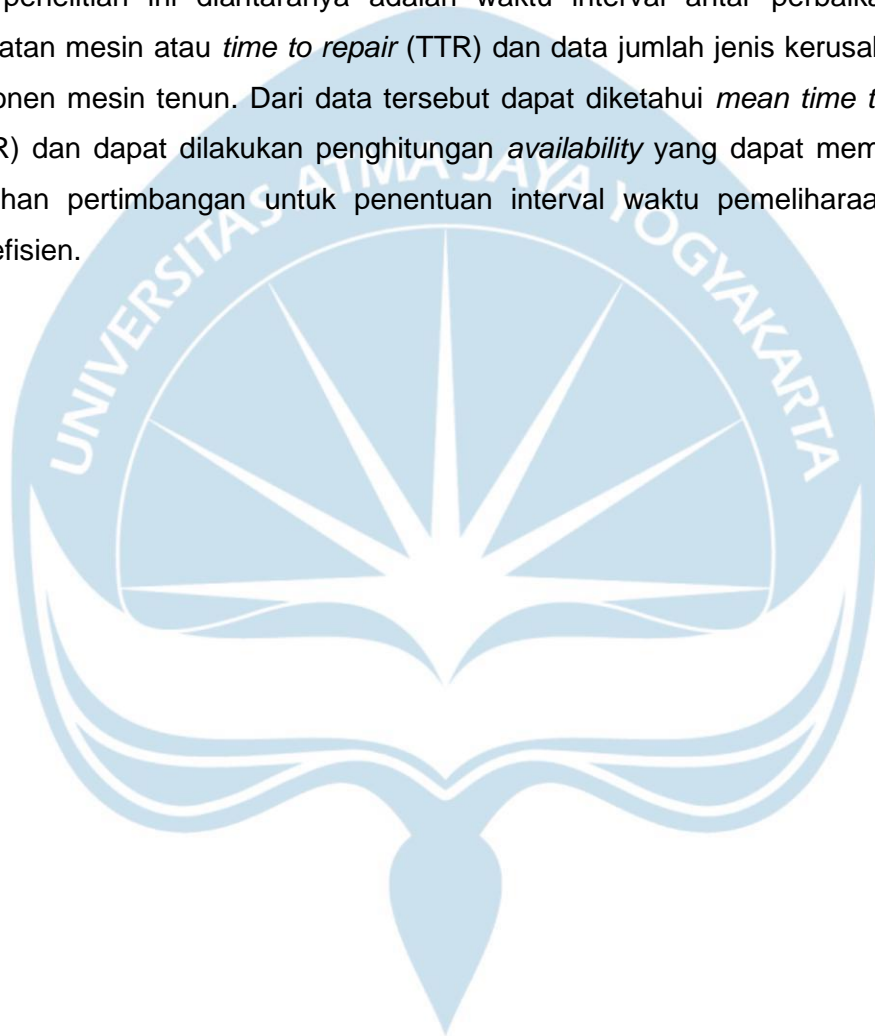 penelitian ini diantaranya adalah waktu interval antar perbaika
atan mesin atau time to repair (TTR) dan data jumlah jenis kerusal
onen mesin tenun. Dari data tersebut dapat diketahui mean time t
R) dan dapat dilakukan penghitungan availability yang dapat mem
han pertimbangan untuk penentuan interval waktu pemeliharaa
efisien.
UNIVERSITAS ATMA JAYA YOGYAKARTA